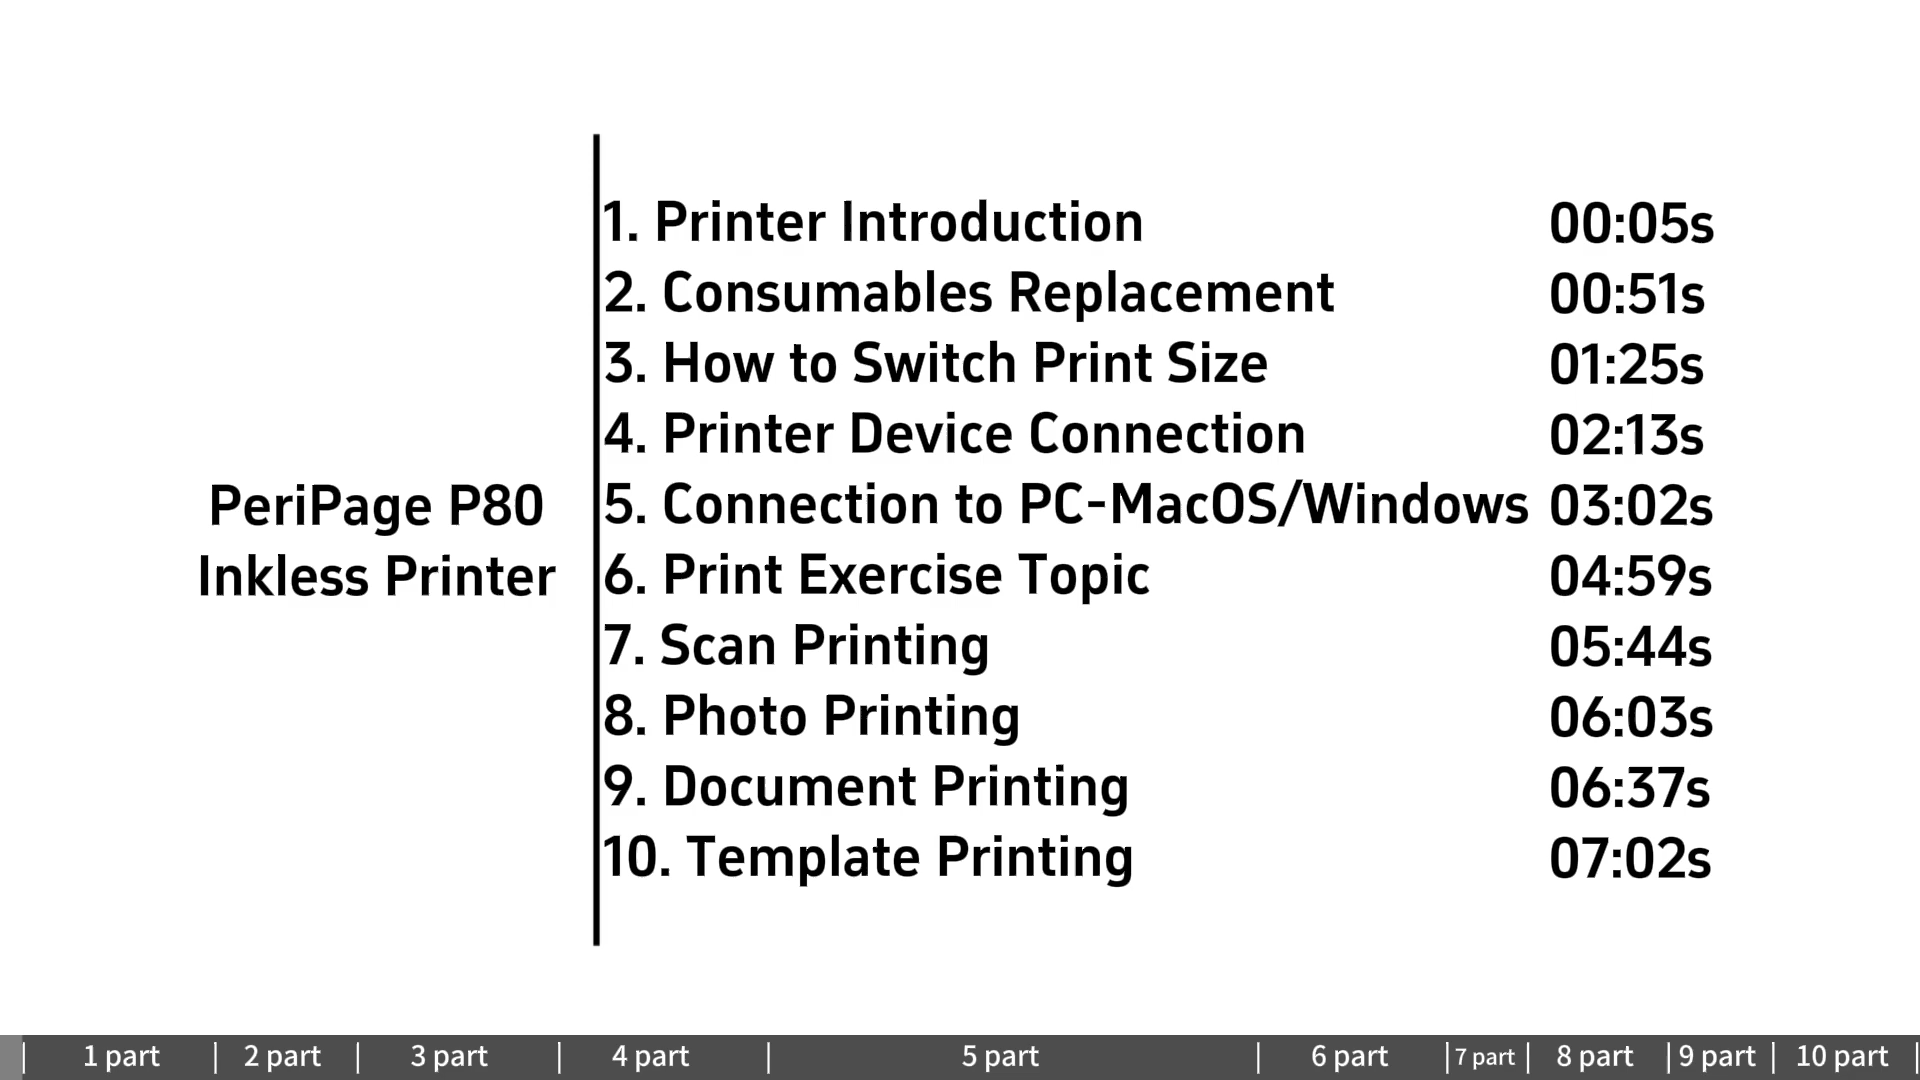 PeriPage P80
Inkless Printer
1. Printer Introduction 00:05s
2. Consumables Replacement 00:51s
3. How to Switch Print Size 01:25s
4. Printer Device Connection 02:13s
5. Connection to PC-MacOS/Windows 03:02s
6. Print Exercise Topic 04:59s
7. Scan Printing 05:44s
8. Photo Printing 06:03s
9. Document Printing 06:37s
10. Template Printing 07:02s
| 1 part | 2 part | 3 part | 4 part | 5 part | 6 part | 7 part | 8 part | 9 part | 10 part |